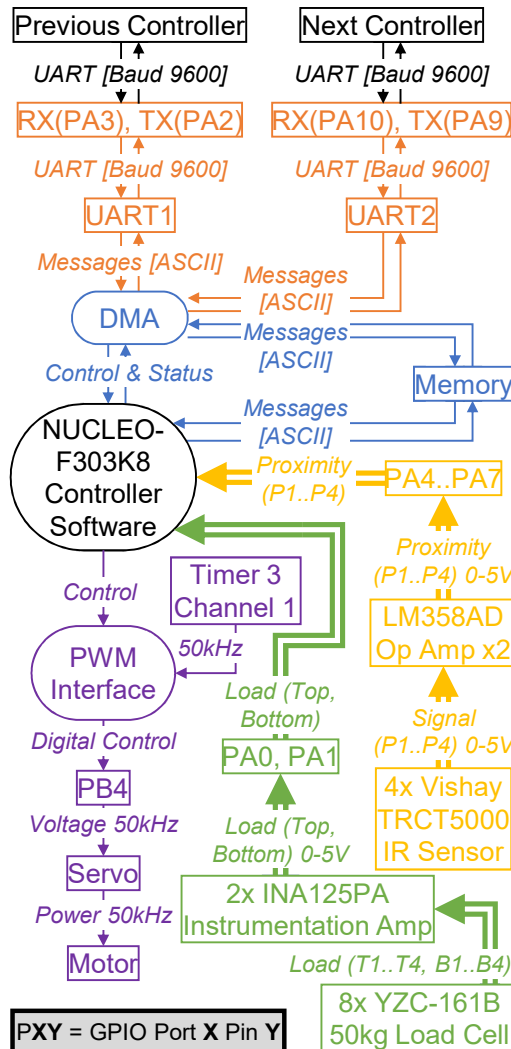 Previous Controller
Next Controller
UART [Baud 9600]
UART [Baud 9600]
RX(PA3), TX(PA2)
RX(PA10), TX(PA9)
UART [Baud 9600]
UART [Baud 9600]
UART1
UART2
Messages [ASCII]
Messages
[ASCII]
DMA
Messages
[ASCII]
Control & Status
Memory
Messages
[ASCII]
NUCLEO-
F303K8
Controller
Software
Proximity
(P1..P4)
PA4..PA7
Proximity
(P1..P4) 0-5V
Control
Timer 3
Channel 1
LM358AD
Op Amp x2
50kHz
PWM
Interface
Load (Top,
Bottom)
Signal
(P1..P4) 0-5V
Digital Control
PA0, PA1
PB4
4x Vishay
TRCT5000
IR Sensor
Voltage 50kHz
Load (Top,
Bottom) 0-5V
Servo
2x INA125PA
Instrumentation Amp
Power 50kHz
Motor
Load (T1..T4, B1..B4)
8x YZC-161B
50kg Load Cell
PXY = GPIO Port X Pin Y